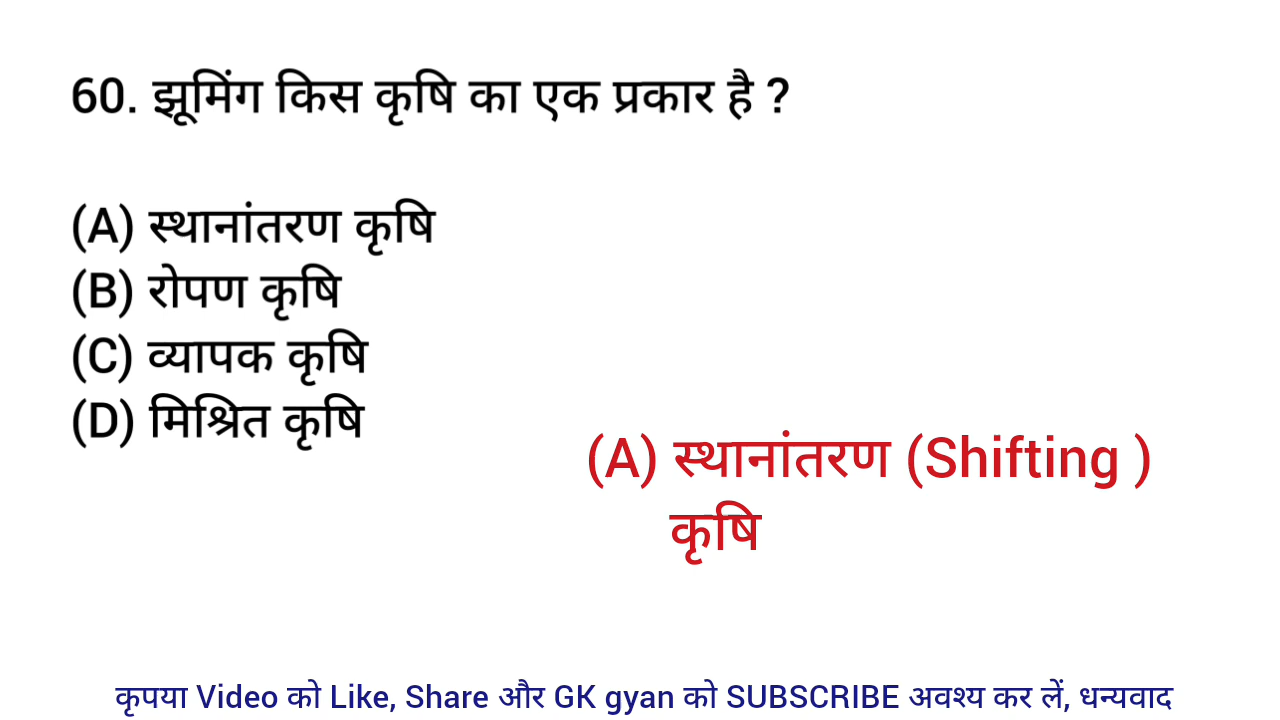 60. झूमिंग किस कृषि का एक प्रकार है ?
(A) स्थानांतरण कृषि
(B) रोपण कृषि
(C) व्यापक कृषि
(D) मिश्रित कृषि
(A) स्थानांतरण (Shifting )
कृषि
कृपया Video को Like, Share और GK gyan को SUBSCRIBE अवश्य कर लें, धन्यवाद